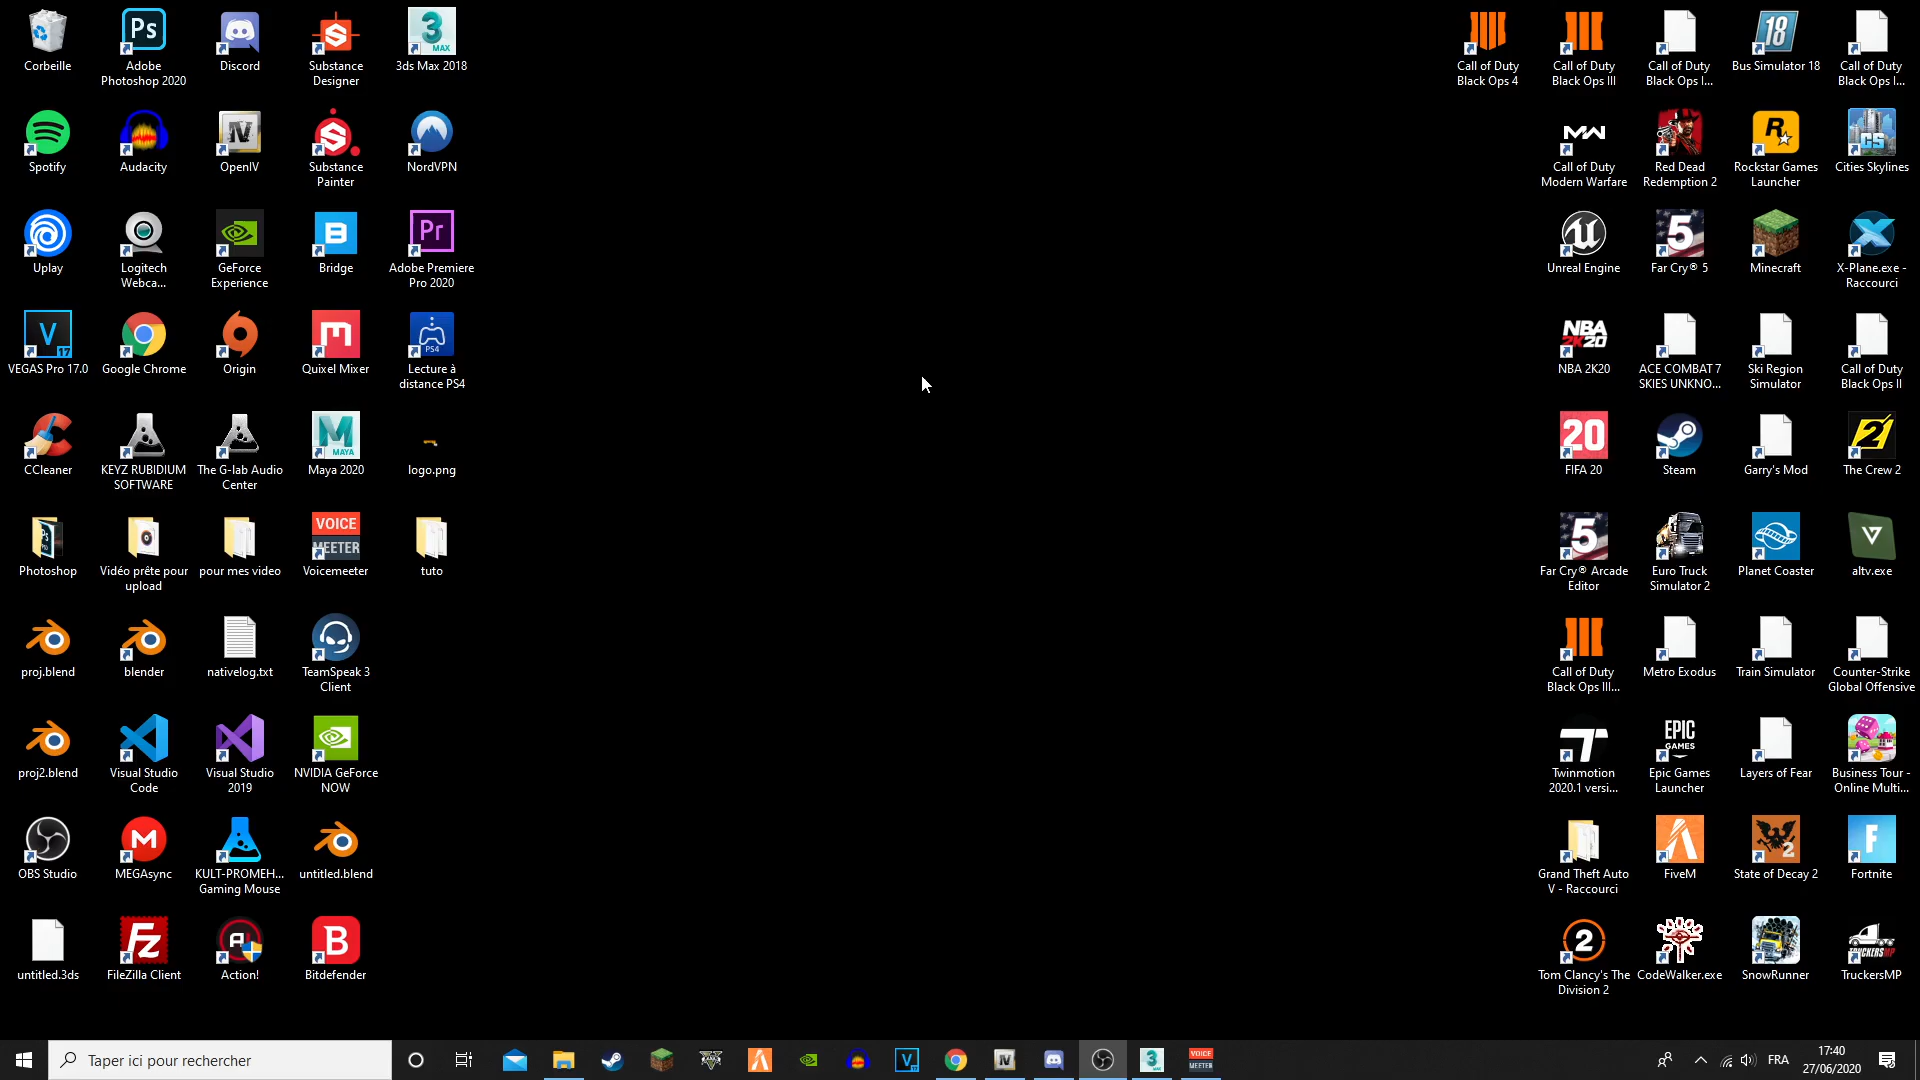 Corbeille
Adobe
Photoshop 2020
Discord
Substance
Designer
3ds Max 2018
Call of Duty
Black Ops 4
Call of Duty
Black Ops III
Call of Duty
Black Ops I...
Bus Simulator 18
Call of Duty
Black Ops I...
Spotify
Audacity
OpenIV
Substance
Painter
NordVPN
Call of Duty
Modern Warfare
Red Dead
Redemption 2
Rockstar Games
Launcher
Cities Skylines
Uplay
Logitech
Webca...
GeForce
Experience
Bridge
Adobe Premiere
Pro 2020
Unreal Engine
Far Cry® 5
Minecraft
X-Plane.exe -
Raccourci
VEGAS Pro 17.0
Google Chrome
Origin
Quixel Mixer
Lecture à
distance PS4
NBA 2K20
ACE COMBAT 7
SKIES UNKNO...
Ski Region
Simulator
Call of Duty
Black Ops II
CCleaner
KEYZ RUBIDIUM
SOFTWARE
The G-lab Audio
Center
Maya 2020
logo.png
FIFA 20
Steam
Garry's Mod
The Crew 2
Photoshop
Vidéo prête pour
upload
pour mes video
VOICE
MEETER
Voicemeeter
tuto
Far Cry® Arcade
Editor
Euro Truck
Simulator 2
Planet Coaster
altv.exe
proj.blend
blender
nativelog.txt
TeamSpeak 3
Client
Call of Duty
Black Ops III...
Metro Exodus
Train Simulator
Counter-Strike
Global Offensive
proj2.blend
Visual Studio
Code
Visual Studio
2019
NVIDIA GeForce
NOW
Twinmotion
2020.1 versi...
EPIC
GAMES
Epic Games
Launcher
Layers of Fear
Business Tour -
Online Multi...
OBS Studio
MEGAsync
KULT-PROMEH...
Gaming Mouse
untitled.blend
Grand Theft Auto
V - Raccourci
FiveM
State of Decay 2
Fortnite
untitled.3ds
FileZilla Client
Action!
Bitdefender
Tom Clancy's The
Division 2
CodeWalker.exe
SnowRunner
TruckersMP
Taper ici pour rechercher
VOICE
MEETER
FRA
17:40
27/06/2020